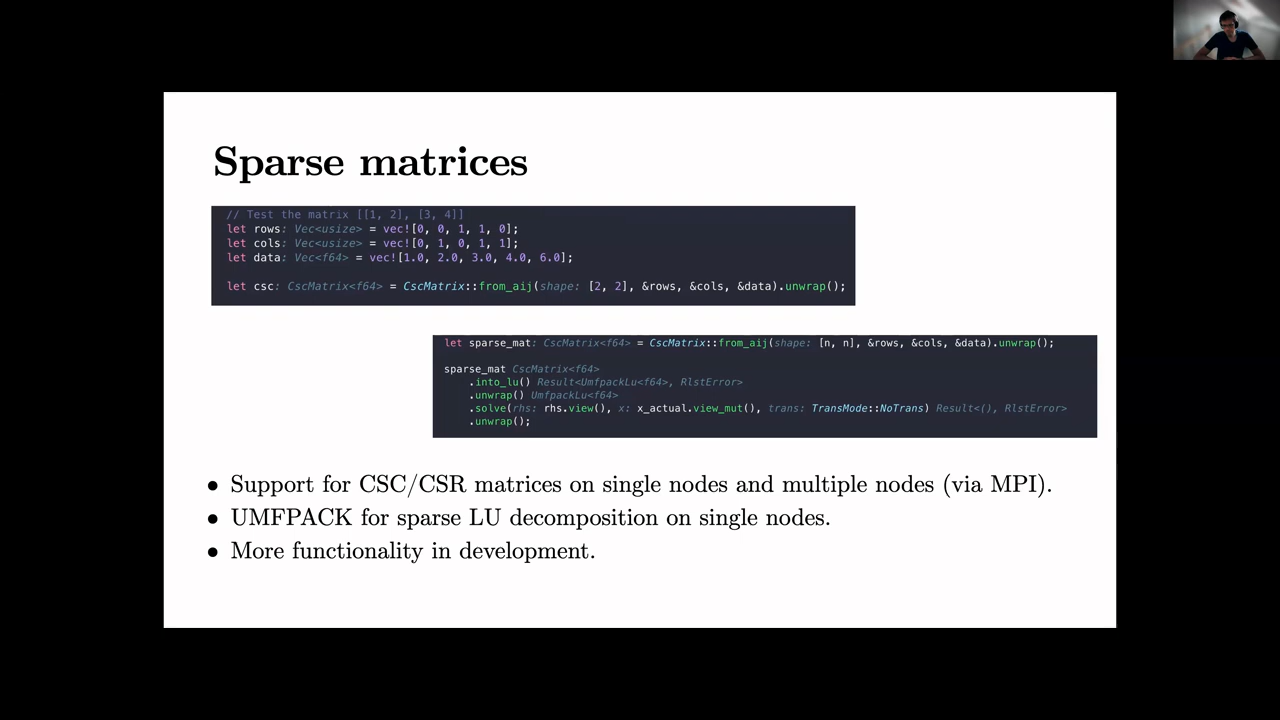 Sparse matrices
// Test the matrix [[1, 2], [3, 4]]
let rows: Vec<usize> = vec![0, 0, 1, 1, 0];
let cols: Vec<usize> = vec![0, 1, 0, 1, 1];
let data: Vec<f64> = vec![1.0, 2.0, 3.0, 4.0, 6.0];
let csc: CscMatrix<f64> = CscMatrix::from_aij(shape: [2, 2], &rows, &cols, &data).unwrap();
let sparse_mat: CscMatrix<f64> = CscMatrix::from_aij(shape: [n, n], &rows, &cols, &data).unwrap();
sparse_mat CscMatrix<f64>
.into_lu() Result<UmfpackLu<f64>, RlstError>
.unwrap() UmfpackLu<f64>
.solve(rhs: rhs.view(), x: x_actual.view_mut(), trans: TransMode::NoTrans) Result<(), RlstError>
.unwrap();
• Support for CSC/CSR matrices on single nodes and multiple nodes (via MPI).
• UMFPACK for sparse LU decomposition on single nodes.
• More functionality in development.